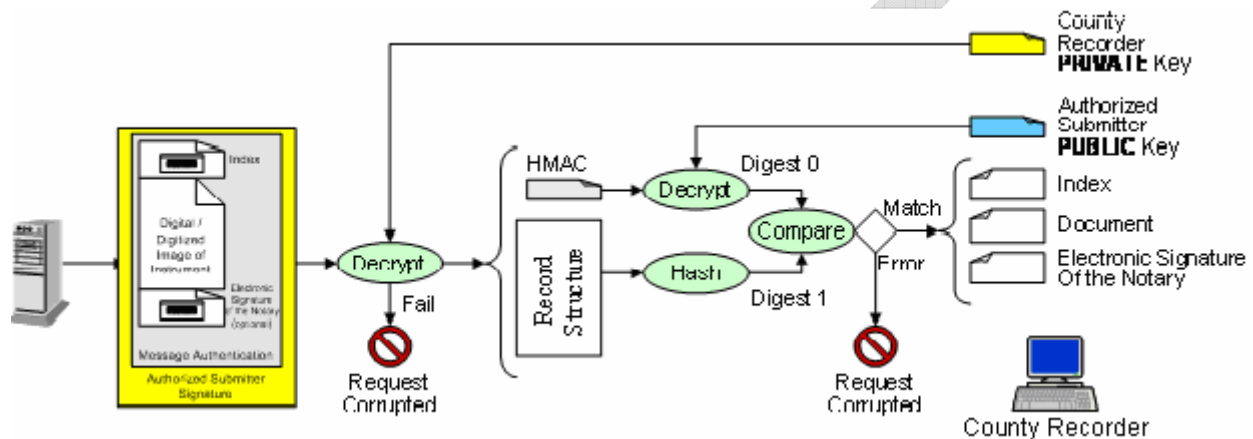 County
Recorder
PRIVATE Key
Authorized
Submitter
PUBLIC Key
Index
Digital /
Digitized
Image of
Instrument
Electronic
Signature
of the Notary
(optional)
Message Authentication
Authorized Submitter
Signature
Decrypt
Fail
Request
Corrupted
HMAC
Record
Structure
Decrypt
Digest 0
Hash
Digest 1
Compare
Match
Error
Request
Corrupted
Index
Document
Electronic Signature
Of the Notary
County Recorder